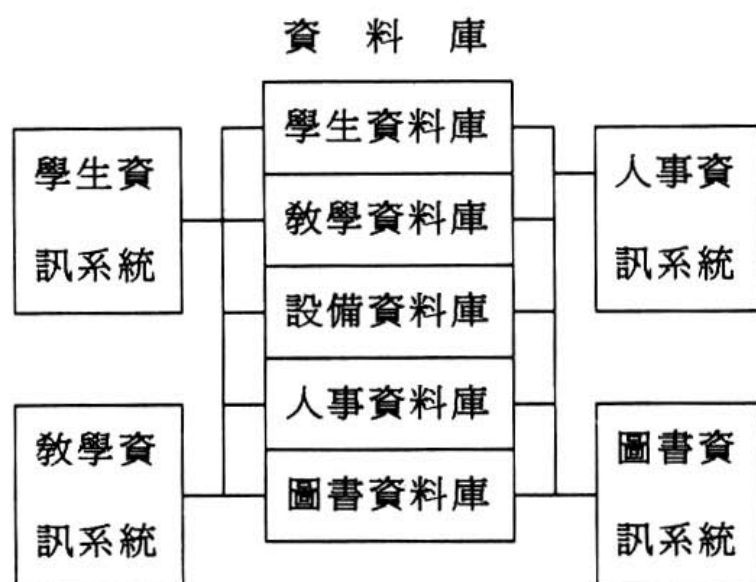 資料庫
學生資
訊系統
教學資
訊系統
學生資料庫
教學資料庫
設備資料庫
人事資料庫
圖書資料庫
人事資
訊系統
圖書資
訊系統